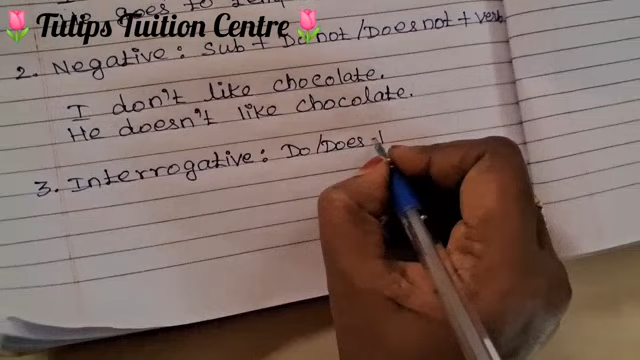 I goes to
🌷Tulips Tuition Centre🌷
2. Negative: Sub + Do not /Does not + verb.
I don't like chocolate.
He doesn't like chocolate.
3. Interrogative: Do/Does